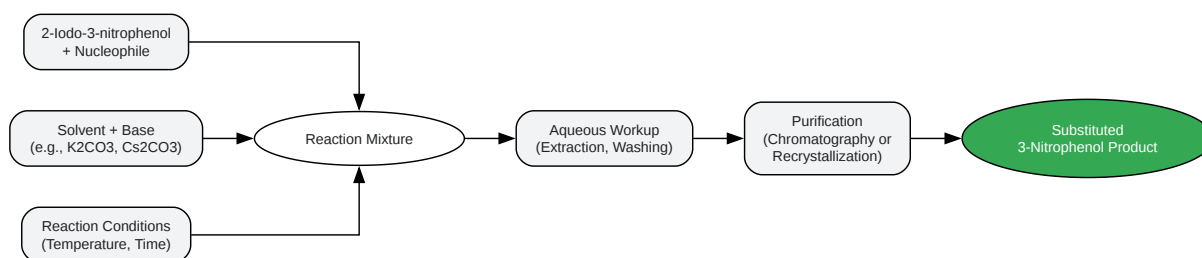 2-Iodo-3-nitrophenol
+ Nucleophile
Solvent + Base
(e.g., K2CO3, Cs2CO3)
Reaction Conditions
(Temperature, Time)
Reaction Mixture
Aqueous Workup
(Extraction, Washing)
Purification
(Chromatography or
Recrystallization)
Substituted
3-Nitrophenol Product